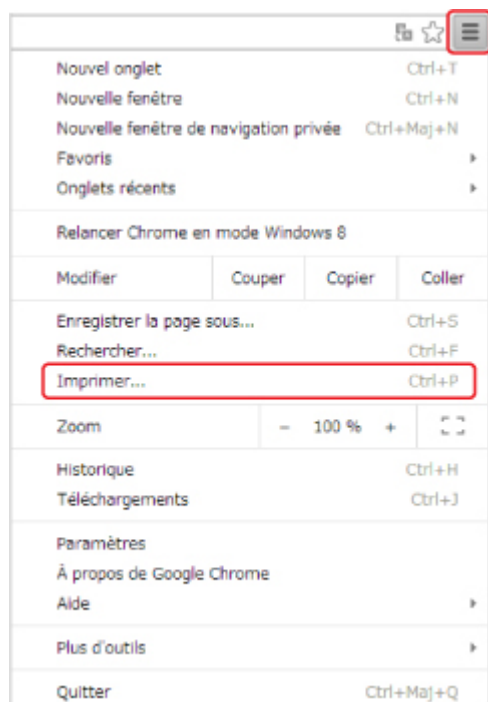 Nouvel onglet Ctrl+T
Nouvelle fenêtre Ctrl+N
Nouvelle fenêtre de navigation privée Ctrl+Maj+N
Favoris
Onglets récents
Relancer Chrome en mode Windows 8
Modifier Couper Copier Coller
Enregistrer la page sous... Ctrl+S
Rechercher... Ctrl+F
Imprimer... Ctrl+P
Zoom - 100 % +
Historique Ctrl+H
Téléchargements Ctrl+J
Paramètres
À propos de Google Chrome
Aide
Plus d'outils
Quitter Ctrl+Maj+Q